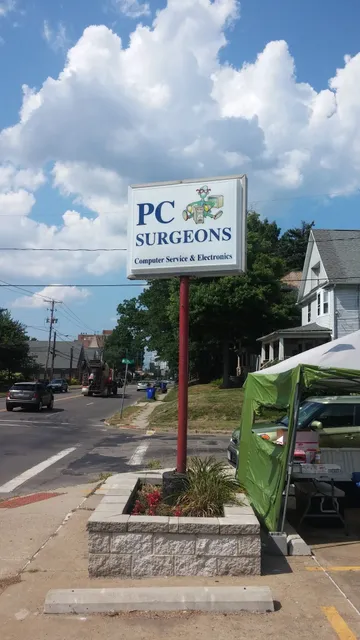 PC
SURGEONS
Computer Service & Electronics